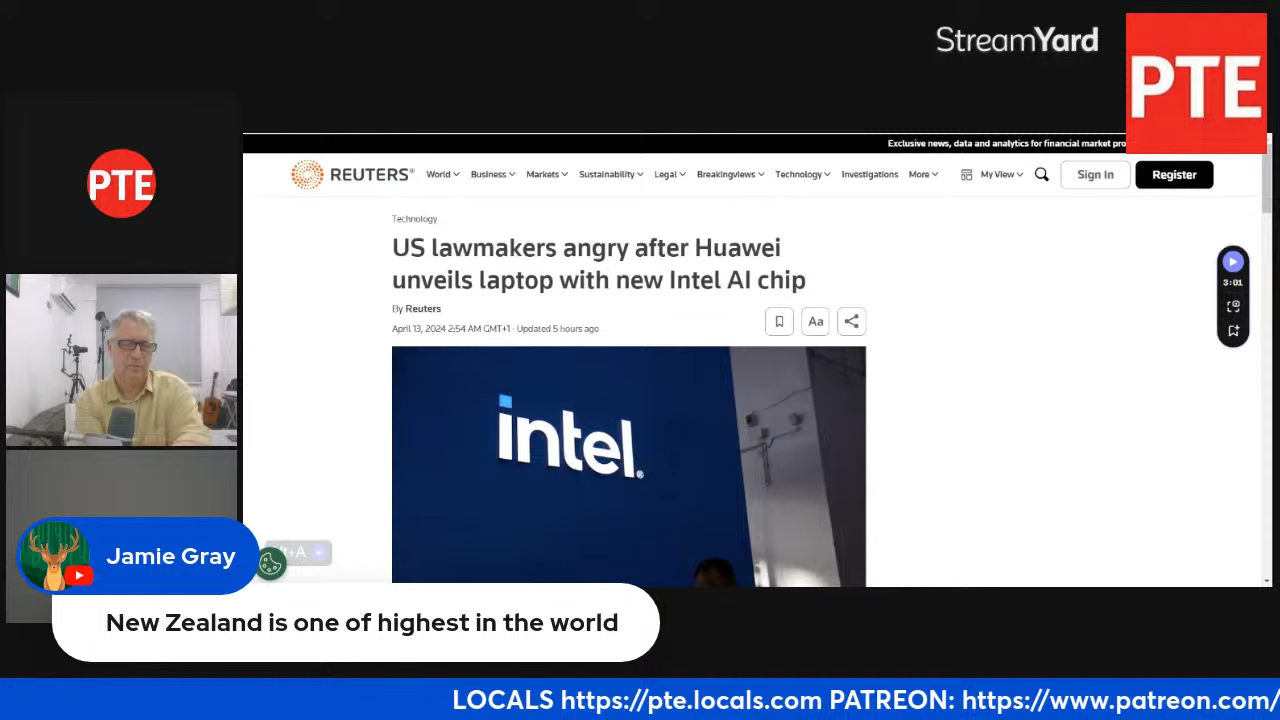 StreamYard
PTE
PTE
Exclusive news, data and analytics for financial market pro
REUTERS®
World
Business
Markets
Sustainability
Legal
Breakingviews
Technology
Investigations
More
My View
Sign In
Register
Technology
US lawmakers angry after Huawei
unveils laptop with new Intel AI chip
By Reuters
April 13, 2024 2:54 AM GMT+1 · Updated 5 hours ago
Aa
3:01
intel.
Jamie Gray
New Zealand is one of highest in the world
LOCALS https://pte.locals.com PATREON: https://www.patreon.com/